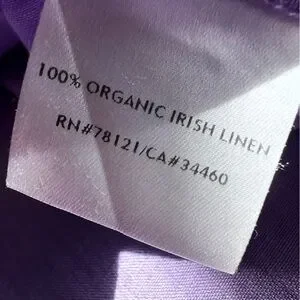 100% ORGANIC IRISH LINEN
RN#78121/CA#34460